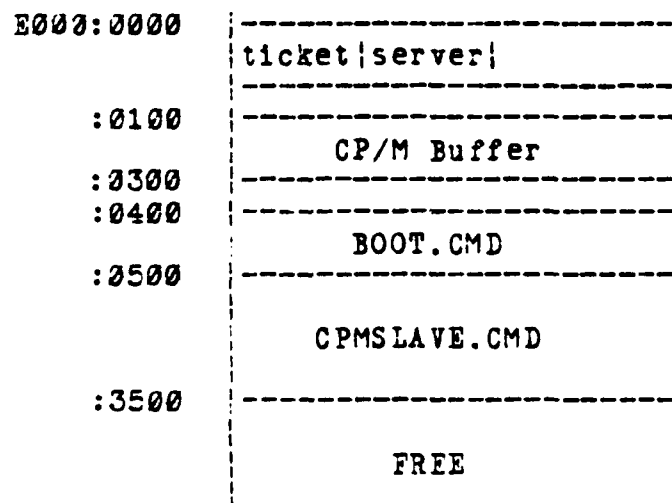 E000:0000
ticket|server|
:0100
CP/M Buffer
:0300
:0400
BOOT.CMD
:0500
CPMSLAVE.CMD
:3500
FREE